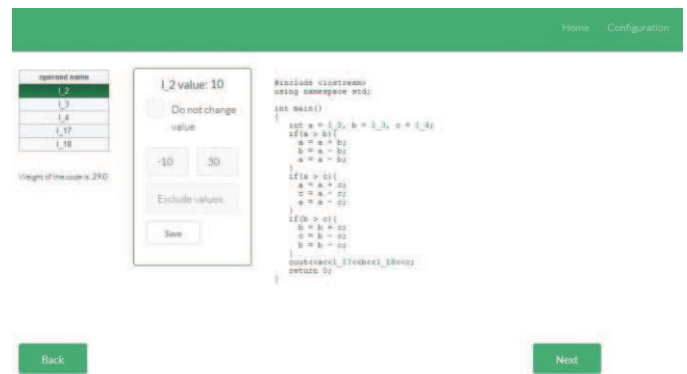 Home Configuration
operand name
l_2
l_3
l_4
l_17
l_18
Weight of the code is 29.0
l_2 value: 10
Do not change
value
-10 30
Exclude values.
Save
#include <iostream>
using namespace std;
int main()
{
int a = l_2, b = l_3, c = l_4;
if(a > b){
a = a + b;
b = a - b;
a = a - b;
}
if(a > c){
a = a + c;
c = a - c;
a = a - c;
}
if(b > c){
b = b + c;
c = b - c;
b = b - c;
}
cout<<a<<l_17<<b<<l_18<<c;
return 0;
}
Back Next